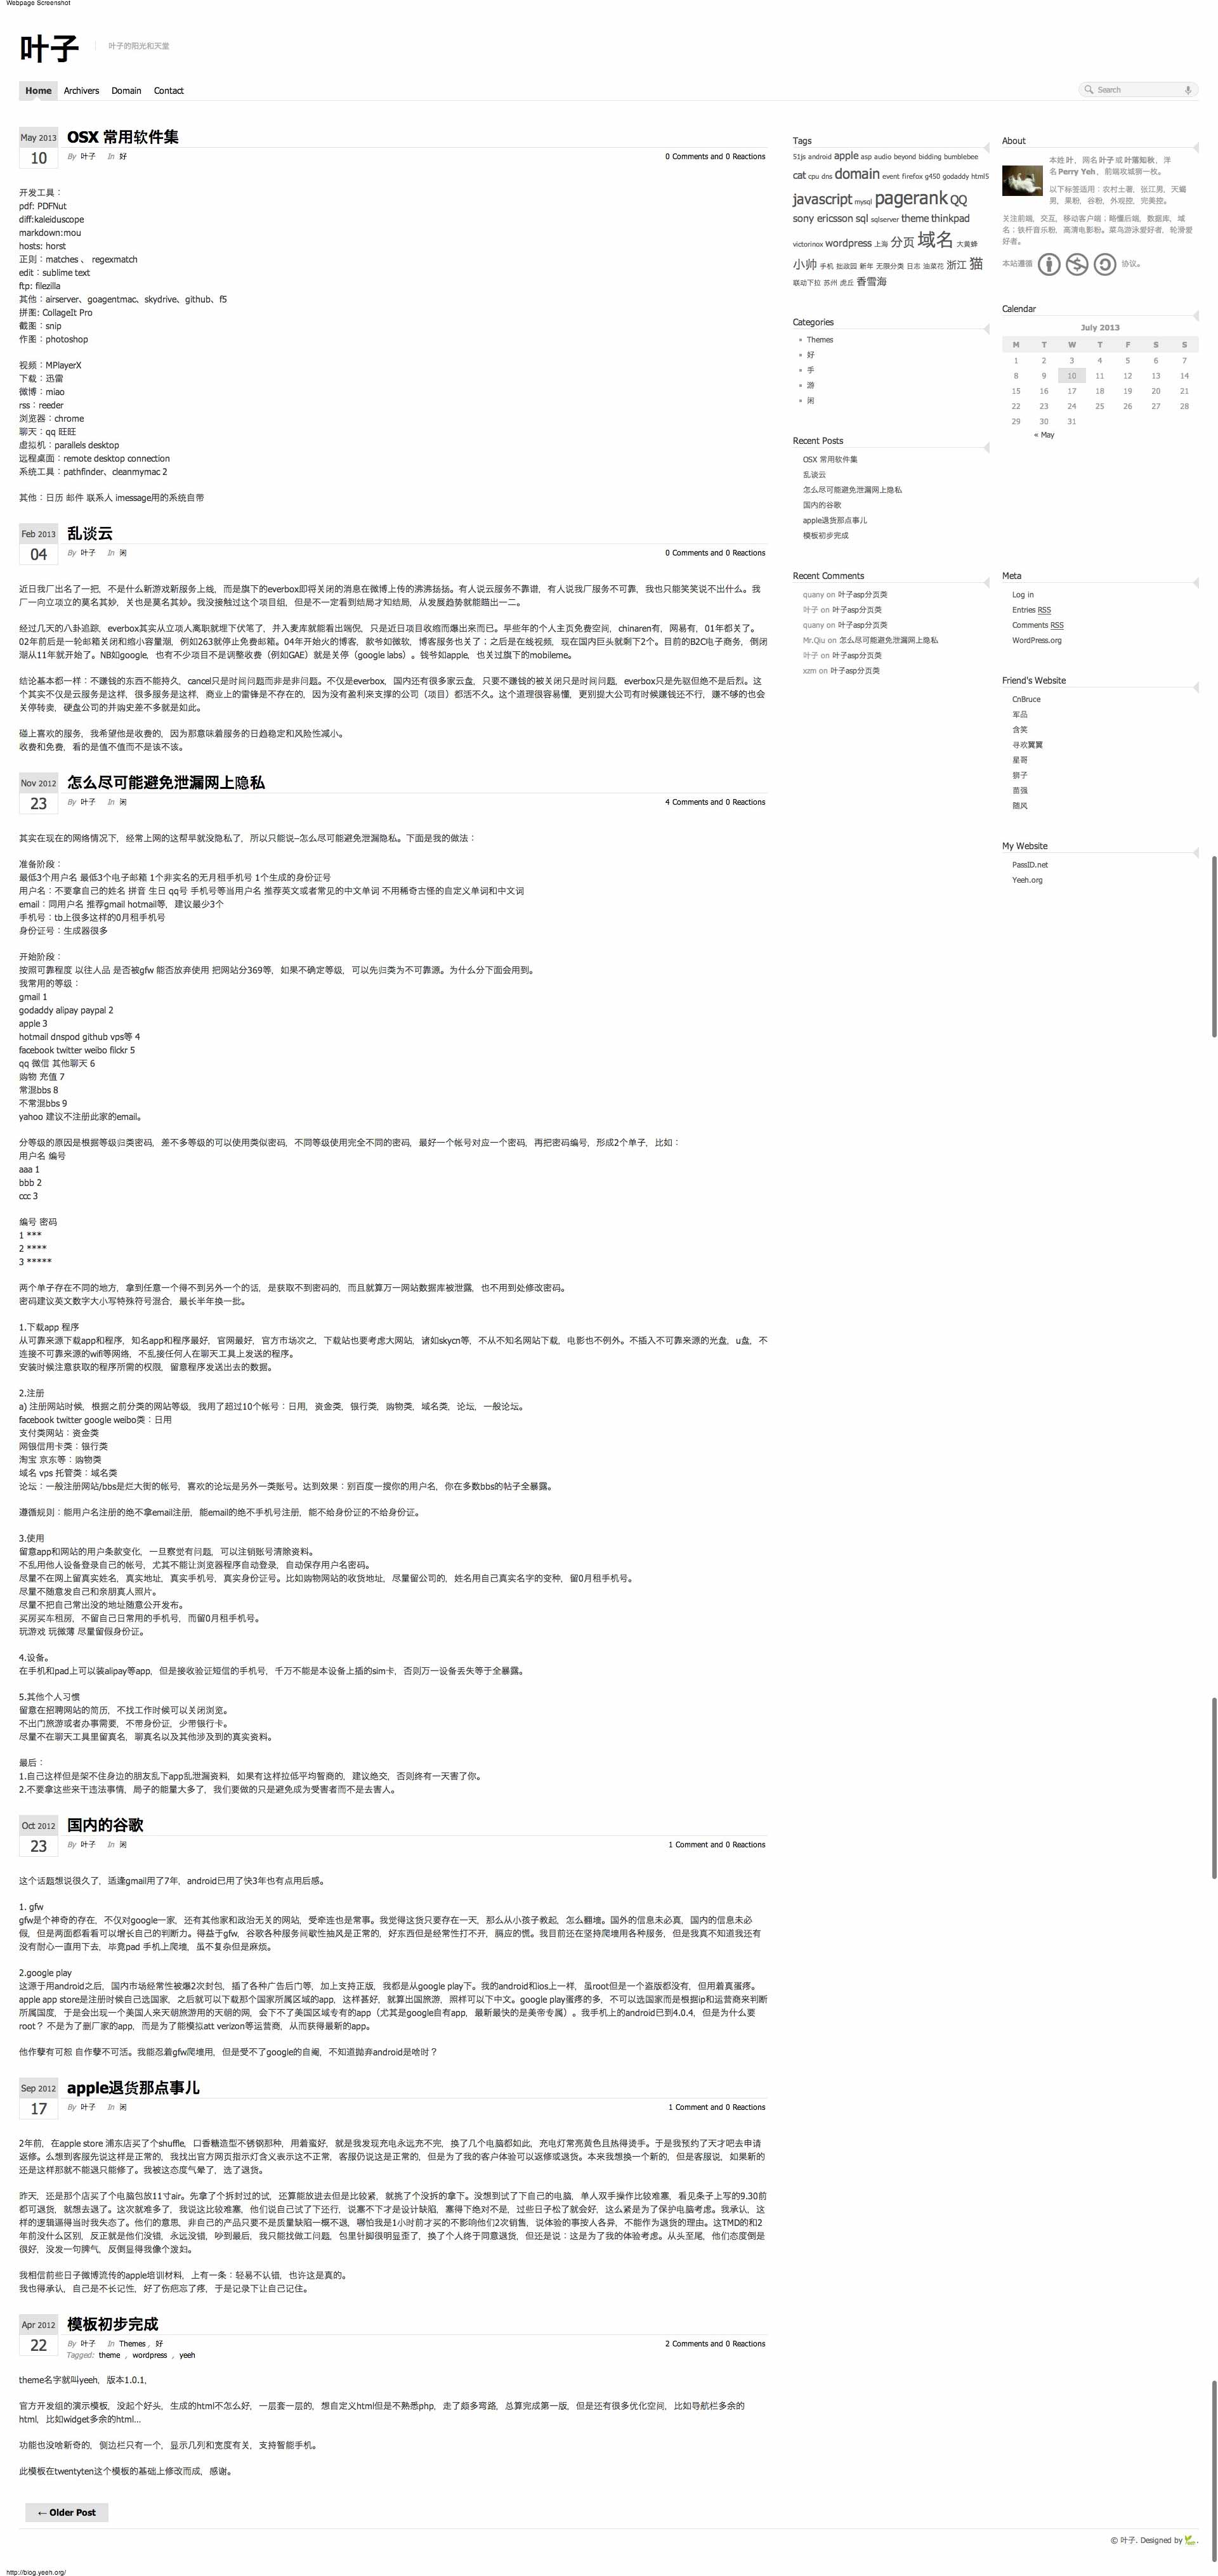 Webpage Screenshot
叶子
叶子的阳光和天堂
Home Archivers Domain Contact
Search
May 2013
10
OSX 常用软件集
By 叶子 In 好
0 Comments and 0 Reactions
开发工具：
pdf: PDFNut
diff:kaleiduscope
markdown:mou
hosts: horst
正则：matches 、 regexmatch
edit：sublime text
ftp: filezilla
其他：airserver、goagentmac、skydrive、github、f5
拼图: CollageIt Pro
截图：snip
作图：photoshop
视频：MPlayerX
下载：迅雷
微博：miao
rss：reeder
浏览器：chrome
聊天：qq 旺旺
虚拟机：parallels desktop
远程桌面：remote desktop connection
系统工具：pathfinder、cleanmymac 2
其他：日历 邮件 联系人 imessage用的系统自带
Feb 2013
04
乱谈云
By 叶子 In 闲
0 Comments and 0 Reactions
近日我厂出名了一把，不是什么新游戏新服务上线，而是旗下的everbox即将关闭的消息在微博上传的沸沸扬扬。有人说云服务不靠谱，有人说我厂服务不可靠，我也只能笑笑说不出什么。我
厂一向立项立的莫名其妙，关也是莫名其妙。我没接触过这个项目组，但是不一定看到结局才知结局，从发展趋势就能瞄出一二。
经过几天的八卦追踪，everbox其实从立项人离职就埋下伏笔了，并入麦库就能看出端倪，只是近日项目收缩而爆出来而已。早些年的个人主页免费空间，chinaren有，网易有，01年都关了。
02年前后是一轮邮箱关闭和缩小容量潮，例如263就停止免费邮箱。04年开始火的博客，歇爷如微软，博客服务也关了；之后是在线视频，现在国内巨头就剩下2个。目前的B2C电子商务，倒闭
潮从11年就开始了。NB如google，也有不少项目不是调整收费（例如GAE）就是关停（google labs）。钱爷如apple，也关过旗下的mobileme。
结论基本都一样：不赚钱的东西不能持久，cancel只是时间问题而非是非问题。不仅是everbox，国内还有很多家云盘，只要不赚钱的被关闭只是时间问题，everbox只是先驱但绝不是后烈。这
个其实不仅是云服务是这样，很多服务是这样，商业上的雷锋是不存在的，因为没有盈利来支撑的公司（项目）都活不久。这个道理很容易懂，更别提大公司有时候赚钱还不行，赚不够的也会
关停转卖，硬盘公司的并购史差不多就是如此。
碰上喜欢的服务，我希望他是收费的，因为那意味着服务的日趋稳定和风险性减小。
收费和免费，看的是值不值而不是该不该。
Nov 2012
23
怎么尽可能避免泄漏网上隐私
By 叶子 In 闲
4 Comments and 0 Reactions
其实在现在的网络情况下，经常上网的这帮早就没隐私了，所以只能说–怎么尽可能避免泄漏隐私。下面是我的做法：
准备阶段：
最低3个用户名 最低3个电子邮箱 1个非实名的无月租手机号 1个生成的身份证号
用户名：不要拿自己的姓名 拼音 生日 qq号 手机号等当用户名 推荐英文或者常见的中文单词 不用稀奇古怪的自定义单词和中文词
email：同用户名 推荐gmail hotmail等，建议最少3个
手机号：tb上很多这样的0月租手机号
身份证号：生成器很多
开始阶段：
按照可靠程度 以往人品 是否被gfw 能否放弃使用 把网站分369等，如果不确定等级，可以先归类为不可靠源。为什么分下面会用到。
我常用的等级：
gmail 1
godaddy alipay paypal 2
apple 3
hotmail dnspod github vps等 4
facebook twitter weibo filckr 5
qq 微信 其他聊天 6
购物 充值 7
常混bbs 8
不常混bbs 9
yahoo 建议不注册此家的email。
分等级的原因是根据等级归类密码，差不多等级的可以使用类似密码，不同等级使用完全不同的密码，最好一个帐号对应一个密码，再把密码编号，形成2个单子，比如：
用户名 编号
aaa 1
bbb 2
ccc 3
编号 密码
1 ***
2 ****
3 *****
两个单子存在不同的地方，拿到任意一个得不到另外一个的话，是获取不到密码的，而且就算万一网站数据库被泄露，也不用到处修改密码。
密码建议英文数字大小写特殊符号混合，最长半年换一批。
1.下载app 程序
从可靠来源下载app和程序，知名app和程序最好，官网最好，官方市场次之，下载站也要考虑大网站，诸如skycn等，不从不知名网站下载，电影也不例外。不插入不可靠来源的光盘，u盘，不
连接不可靠来源的wifi等网络，不乱接任何人在聊天工具上发送的程序。
安装时候注意获取的程序所需的权限，留意程序发送出去的数据。
2.注册
a) 注册网站时候，根据之前分类的网站等级，我用了超过10个帐号：日用，资金类，银行类，购物类，域名类，论坛，一般论坛。
facebook twitter google weibo类：日用
支付类网站：资金类
网银信用卡类：银行类
淘宝 京东等：购物类
域名 vps 托管类：域名类
论坛：一般注册网站/bbs是烂大街的帐号，喜欢的论坛是另外一类账号。达到效果：别百度一搜你的用户名，你在多数bbs的帖子全暴露。
遵循规则：能用户名注册的绝不拿email注册，能email的绝不手机号注册，能不给身份证的不给身份证。
3.使用
留意app和网站的用户条款变化，一旦察觉有问题，可以注销账号清除资料。
不乱用他人设备登录自己的帐号，尤其不能让浏览器程序自动登录，自动保存用户名密码。
尽量不在网上留真实姓名，真实地址，真实手机号，真实身份证号。比如购物网站的收货地址，尽量留公司的，姓名用自己真实名字的变种，留0月租手机号。
尽量不随意发自己和亲朋真人照片。
尽量不把自己常出没的地址随意公开发布。
买房买车租房，不留自己日常用的手机号，而留0月租手机号。
玩游戏 玩微薄 尽量留假身份证。
4.设备。
在手机和pad上可以装alipay等app，但是接收验证短信的手机号，千万不能是本设备上插的sim卡，否则万一设备丢失等于全暴露。
5.其他个人习惯
留意在招聘网站的简历，不找工作时候可以关闭浏览。
不出门旅游或者办事需要，不带身份证，少带银行卡。
尽量不在聊天工具里留真名，聊真名以及其他涉及到的真实资料。
最后：
1.自己这样但是架不住身边的朋友乱下app乱泄漏资料，如果有这样拉低平均智商的，建议绝交，否则终有一天害了你。
2.不要拿这些来干违法事情，局子的能量大多了，我们要做的只是避免成为受害者而不是去害人。
Oct 2012
23
国内的谷歌
By 叶子 In 闲
1 Comment and 0 Reactions
这个话题想说很久了，适逢gmail用了7年，android已用了快3年也有点用后感。
1. gfw
gfw是个神奇的存在，不仅对google一家，还有其他家和政治无关的网站，受牵连也是常事。我觉得这货只要存在一天，那么从小孩子教起，怎么翻墙。国外的信息未必真，国内的信息未必
假，但是两面都看看可以增长自己的判断力。得益于gfw，谷歌各种服务间歇性抽风是正常的，好东西但是经常性打不开，膈应的慌。我目前还在坚持爬墙用各种服务，但是我真不知道我还有
没有耐心一直用下去，毕竟pad 手机上爬墙，虽不复杂但是麻烦。
2.google play
这源于用android之后，国内市场经常性被爆2次封包，插了各种广告后门等，加上支持正版，我都是从google play下。我的android和ios上一样，虽root但是一个盗版都没有，但用着真蛋疼。
apple app store是注册时候自己选国家，之后就可以下载那个国家所属区域的app，这样甚好，就算出国旅游，照样可以下中文。google play蛋疼的多，不可以选国家而是根据ip和运营商来判断
所属国度，于是会出现一个美国人来天朝旅游用的天朝的网，会下不了美国区域专有的app（尤其是google自有app，最新最快的是美帝专属）。我手机上的android已到4.0.4，但是为什么要
root？ 不是为了删厂家的app，而是为了能模拟att verizon等运营商，从而获得最新的app。
他作孽有可恕 自作孽不可活。我能忍着gfw爬墙用，但是受不了google的自阉，不知道抛弃android是啥时？
Sep 2012
17
apple退货那点事儿
By 叶子 In 闲
1 Comment and 0 Reactions
2年前，在apple store 浦东店买了个shuffle，口香糖造型不锈钢那种，用着蛮好，就是我发现充电永远充不完，换了几个电脑都如此，充电灯常亮黄色且热得烫手。于是我预约了天才吧去申请
返修。么想到客服先说这样是正常的，我找出官方网页指示灯含义表示这不正常，客服仍说这是正常的，但是为了我的客户体验可以返修或退货。本来我想换一个新的，但是客服说，如果新的
还是这样那就不能退只能修了。我被这态度气晕了，选了退货。
昨天，还是那个店买了个电脑包放11寸air。先拿了个拆封过的试，还算能放进去但是比较紧，就挑了个没拆的拿下。没想到试了下自己的电脑，单人双手操作比较难塞，看见条子上写的9.30前
都可退货，就想去退了。这次就难多了，我说这比较难塞，他们说自己试了下还行，说塞不下才是设计缺陷，塞得下绝对不是，过些日子松了就会好，这么紧是为了保护电脑考虑。我承认，这
样的逻辑逼得当时我失态了。他们的意思，非自己的产品只要不是质量缺陷一概不退，哪怕我是1小时前才买的不影响他们2次销售，说体验的事按人各异，不能作为退货的理由。这TMD的和2
年前没什么区别，反正就是他们没错，永远没错，吵到最后，我只能找做工问题，包里针脚很明显歪了，换了个人终于同意退货，但还是说：这是为了我的体验考虑。从头至尾，他们态度倒是
很好，没发一句脾气，反倒显得我像个泼妇。
我相信前些日子微博流传的apple培训材料，上有一条：轻易不认错，也许这是真的。
我也得承认，自己是不长记性，好了伤疤忘了疼，于是记录下让自己记住。
Apr 2012
22
模板初步完成
By 叶子 In Themes， 好
2 Comments and 0 Reactions
Tagged: theme , wordpress , yeeh
theme名字就叫yeeh，版本1.0.1，
官方开发组的演示模板，没起个好头，生成的html不怎么好，一层套一层的，想自定义html但是不熟悉php，走了颇多弯路，总算完成第一版，但是还有很多优化空间，比如导航栏多余的
html，比如widget多余的html…
功能也没啥新奇的，侧边栏只有一个，显示几列和宽度有关，支持智能手机。
此模板在twentyten这个模板的基础上修改而成，感谢。
← Older Post
Tags
51js android apple asp audio beyond bidding bumblebee
cat cpu dns domain event firefox g450 godaddy html5
javascript mysql pagerank QQ
sony ericsson sql sqlserver theme thinkpad
victorinox wordpress 上海 分页 域名 大黄蜂
小帅 手机 拙政园 新年 无限分类 日志 油菜花 浙江 猫
联动下拉 苏州 虎丘 香雪海
Categories
Themes
好
手
游
闲
Recent Posts
OSX 常用软件集
乱谈云
怎么尽可能避免泄漏网上隐私
国内的谷歌
apple退货那点事儿
模板初步完成
Recent Comments
quany on 叶子asp分页类
叶子 on 叶子asp分页类
quany on 叶子asp分页类
Mr.Qiu on 怎么尽可能避免泄漏网上隐私
叶子 on 叶子asp分页类
xzm on 叶子asp分页类
About
本姓 叶，网名 叶子 或 叶落知秋，洋
名 Perry Yeh，前端攻城狮一枚。
以下标签适用：农村土著，张江男，天蝎
男，果粉，谷粉，外观控，完美控。
关注前端，交互，移动客户端；略懂后端，数据库，域
名；铁杆音乐粉，高清电影粉。菜鸟游泳爱好者，轮滑爱
好者。
本站遵循 协议。
Calendar
July 2013
M T W T F S S
1 2 3 4 5 6 7
8 9 10 11 12 13 14
15 16 17 18 19 20 21
22 23 24 25 26 27 28
29 30 31
« May
Meta
Log in
Entries RSS
Comments RSS
WordPress.org
Friend's Website
CnBruce
军品
含笑
寻欢翼翼
星哥
狮子
苗强
随风
My Website
PassID.net
Yeeh.org
© 叶子. Designed by Yeeh.
http://blog.yeeh.org/